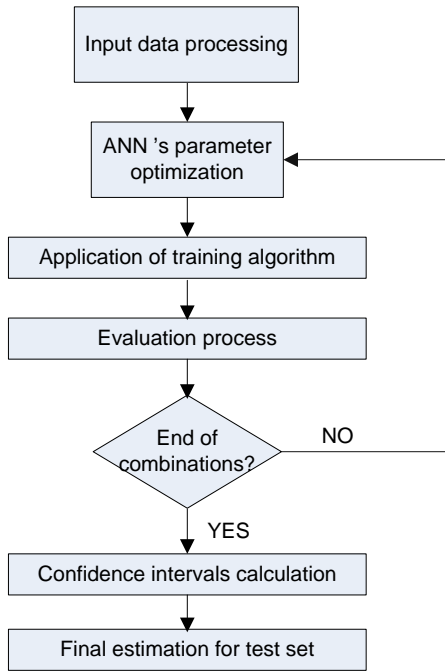 Input data processing
ANN 's parameter
optimization
Application of training algorithm
Evaluation process
End of
combinations?
NO
YES
Confidence intervals calculation
Final estimation for test set